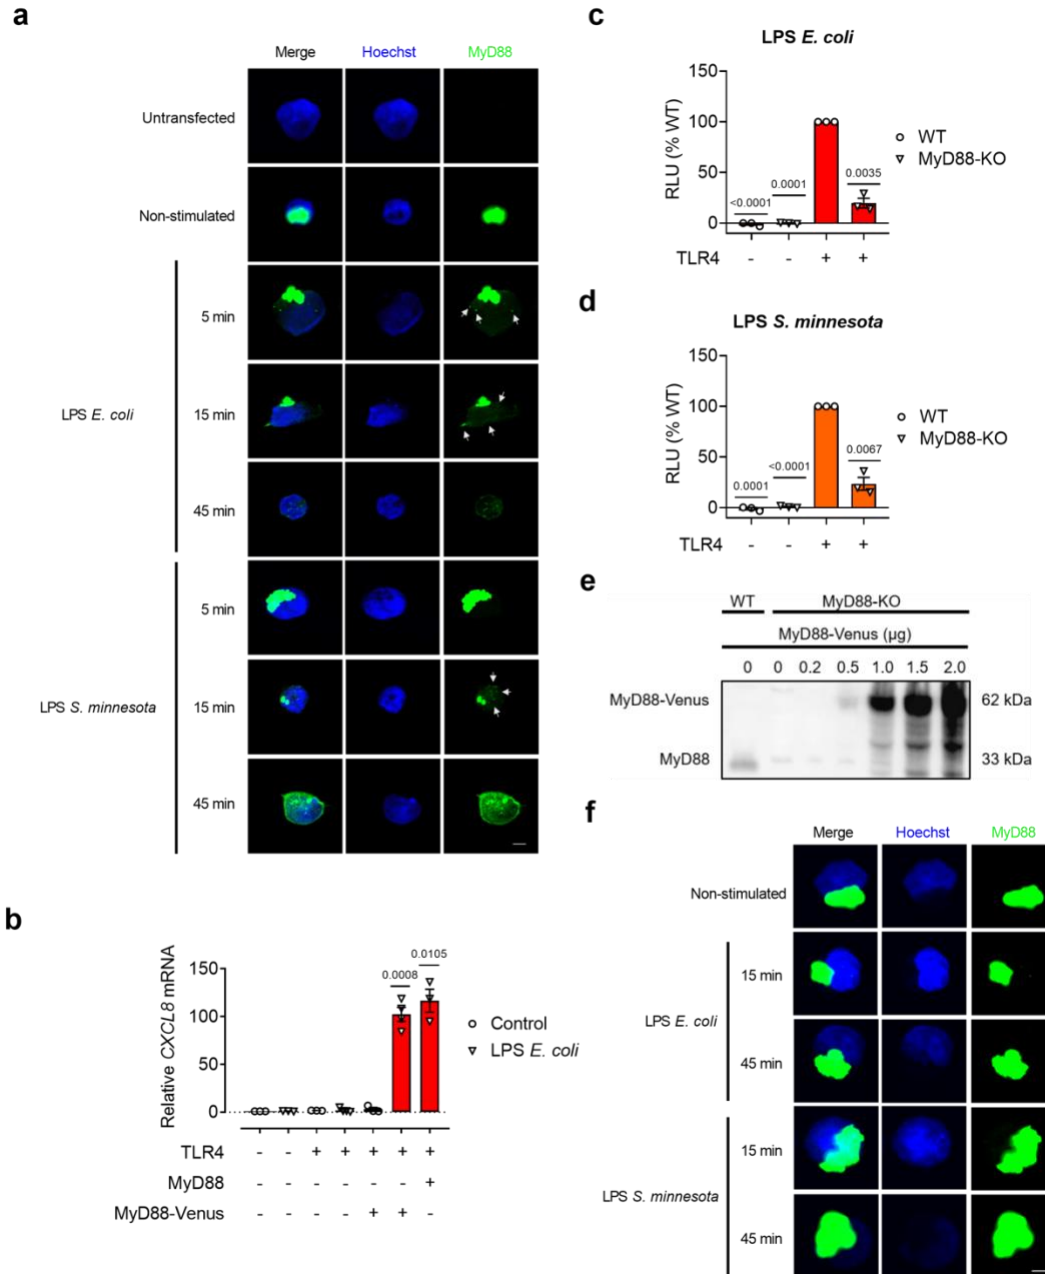 a
Merge Hoechst MyD88
Untransfected
Non-stimulated
LPS E. coli
5 min
15 min
45 min
LPS S. minnesota
5 min
15 min
45 min
b
Relative CXCL8 mRNA
150
100
50
0
0.0008
0.0105
Control
LPS E. coli
TLR4 - - + + + + +
MyD88 - - - - - - +
MyD88-Venus - - - - + + -
c
LPS E. coli
RLU (% WT)
150
100
50
0
<0.0001
0.0001
0.0035
WT
MyD88-KO
TLR4 - - + +
d
LPS S. minnesota
RLU (% WT)
150
100
50
0
0.0001
<0.0001
0.0067
WT
MyD88-KO
TLR4 - - + +
e
WT MyD88-KO
MyD88-Venus (µg)
0 0 0.2 0.5 1.0 1.5 2.0
MyD88-Venus 62 kDa
MyD88 33 kDa
f
Merge Hoechst MyD88
Non-stimulated
LPS E. coli
15 min
45 min
LPS S. minnesota
15 min
45 min